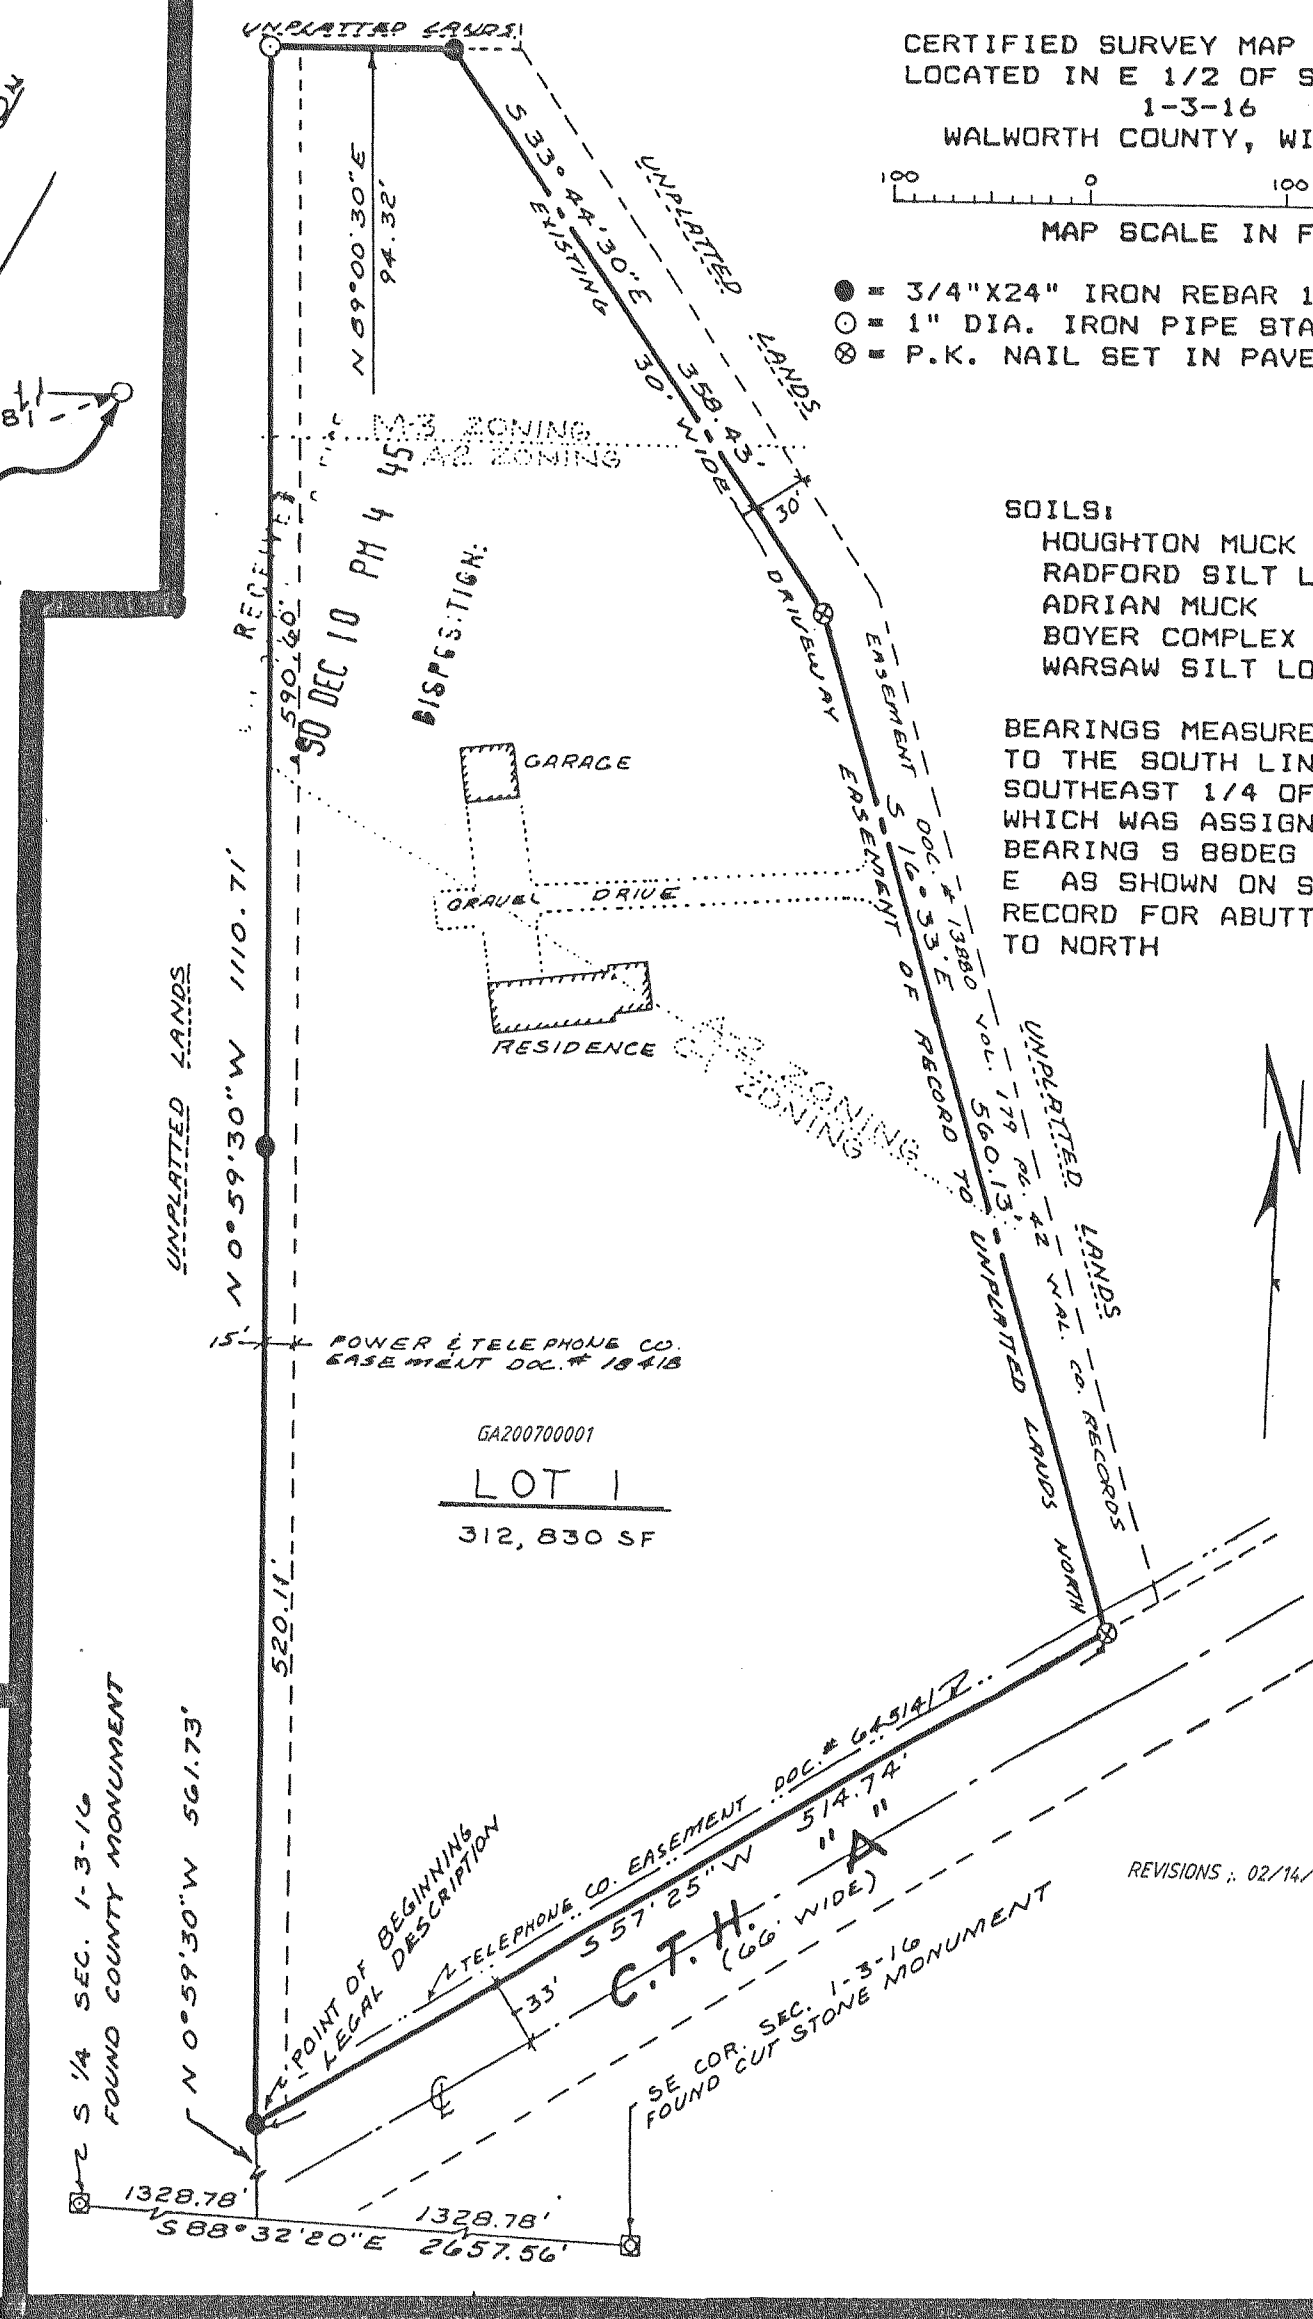 UNPLATTED LANDS
CERTIFIED SURVEY MAP
LOCATED IN E 1/2 OF S
1-3-16
WALWORTH COUNTY, WI
100 0 100
MAP SCALE IN F
● = 3/4"X24" IRON REBAR 1
⊙ = 1" DIA. IRON PIPE STA
⊗ = P.K. NAIL SET IN PAVE
N 89°00'30"E
94.32'
S 33°44'30"E 358.43'
EXISTING 30' WIDE DRIVEWAY EASEMENT OF RECORD TO UNPLATTED LANDS NORTH
UNPLATTED LANDS
M-3 ZONING
A2 ZONING
30'
RECEIVED
'90 DEC 10 PM 4 45
DISPOSITION:
590.60'
SOILS:
HOUGHTON MUCK
RADFORD SILT L
ADRIAN MUCK
BOYER COMPLEX
WARSAW SILT LO
BEARINGS MEASURE
TO THE SOUTH LIN
SOUTHEAST 1/4 OF
WHICH WAS ASSIGN
BEARING S 88DEG
E AS SHOWN ON S
RECORD FOR ABUTT
TO NORTH
EASEMENT DOC. # 13880 VOL. 179 PG. 42 WAL. CO. RECORDS
S 16°33'E 560.13'
GARAGE
GRAVEL DRIVE
RESIDENCE
A-2 ZONING
C-1 ZONING
UNPLATTED LANDS
UNPLATTED LANDS
N 0°59'30"W 1110.71'
N
15'
POWER & TELEPHONE CO.
EASEMENT DOC.# 18418
GA200700001
LOT 1
312,830 SF
520.11'
TELEPHONE CO. EASEMENT DOC.# 645141
S 57'25"W 514.74'
C.T.H. "A"
(66' WIDE)
33'
REVISIONS ; 02/14/
POINT OF BEGINNING
LEGAL DESCRIPTION
S 1/4 SEC. 1-3-16
FOUND COUNTY MONUMENT
N 0°59'30"W 561.73'
SE COR. SEC. 1-3-16
FOUND CUT STONE MONUMENT
1328.78' 1328.78'
S 88°32'20"E 2657.56'